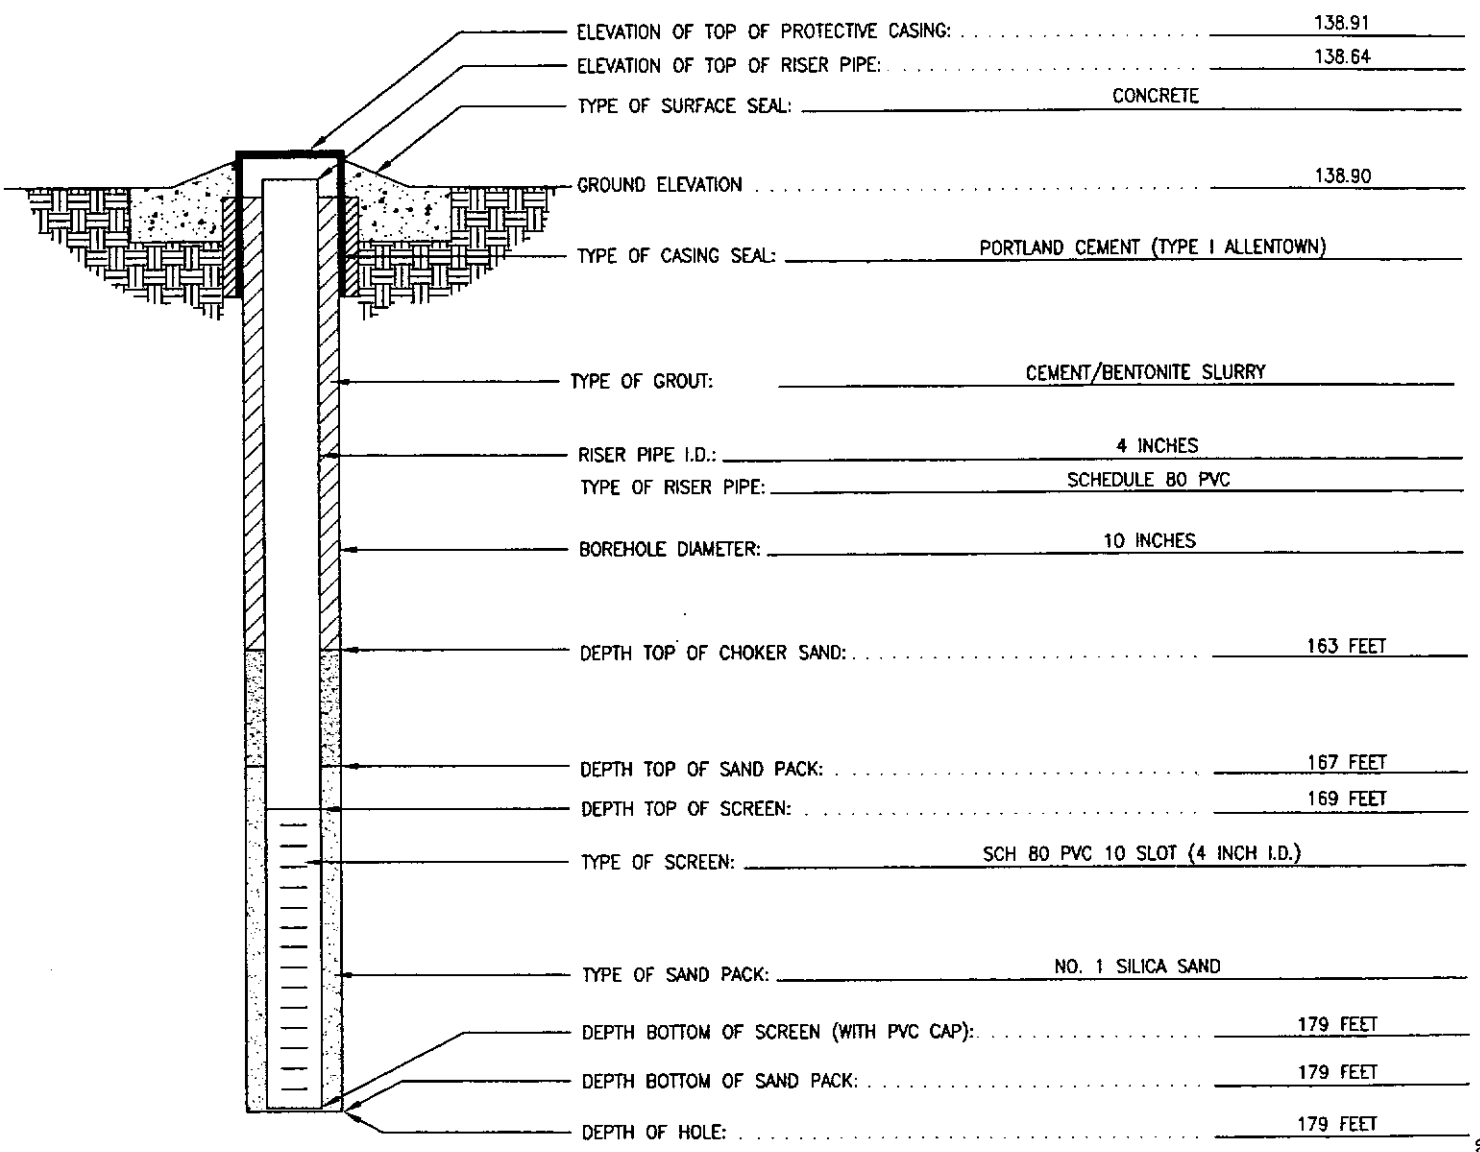 ELEVATION OF TOP OF PROTECTIVE CASING: 138.91
ELEVATION OF TOP OF RISER PIPE: 138.64
TYPE OF SURFACE SEAL: CONCRETE
GROUND ELEVATION 138.90
TYPE OF CASING SEAL: PORTLAND CEMENT (TYPE I ALLENTOWN)
TYPE OF GROUT: CEMENT/BENTONITE SLURRY
RISER PIPE I.D.: 4 INCHES
TYPE OF RISER PIPE: SCHEDULE 80 PVC
BOREHOLE DIAMETER: 10 INCHES
DEPTH TOP OF CHOKER SAND: 163 FEET
DEPTH TOP OF SAND PACK: 167 FEET
DEPTH TOP OF SCREEN: 169 FEET
TYPE OF SCREEN: SCH 80 PVC 10 SLOT (4 INCH I.D.)
TYPE OF SAND PACK: NO. 1 SILICA SAND
DEPTH BOTTOM OF SCREEN (WITH PVC CAP): 179 FEET
DEPTH BOTTOM OF SAND PACK: 179 FEET
DEPTH OF HOLE: 179 FEET